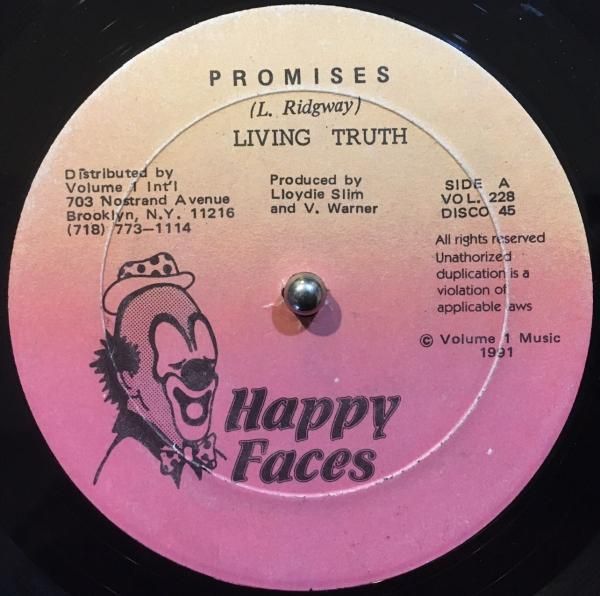 PROMISES
(L. Ridgway)
LIVING TRUTH
Distributed by
Volume 1 Int'l
703 Nostrand Avenue
Brooklyn, N.Y. 11216
(718) 773—1114
Produced by
Lloydie Slim
and V. Warner
SIDE A
VOL. 228
DISCO 45
All rights reserved
Unathorized
duplication is a
violation of
applicable laws
© Volume 1 Music
1991
Happy
Faces